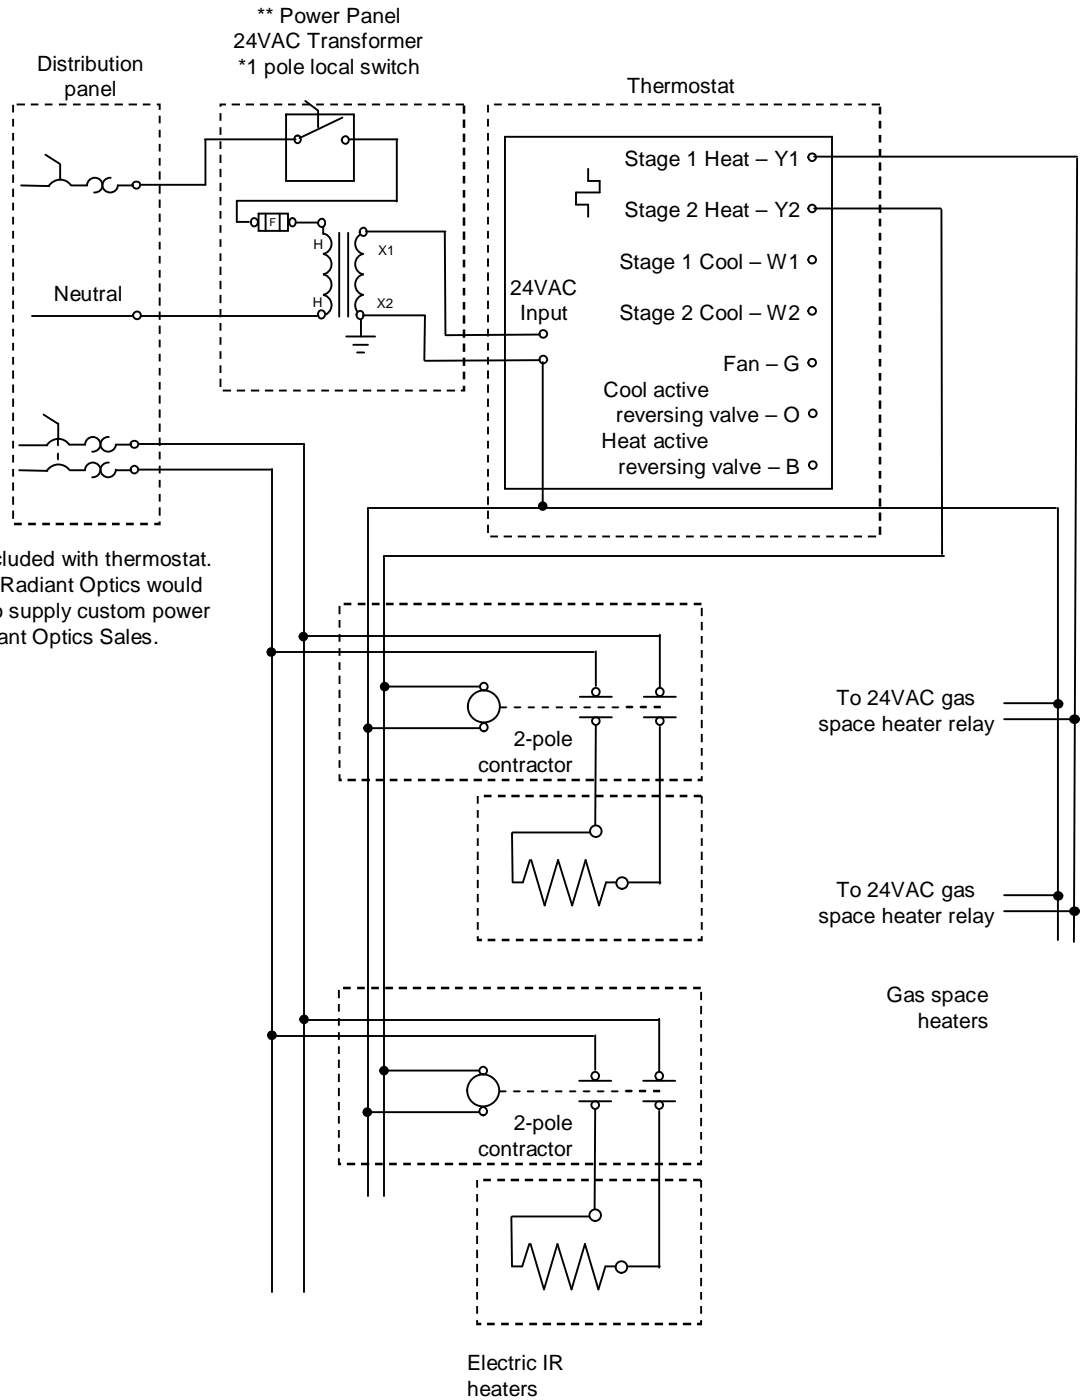 ** Power Panel
24VAC Transformer
*1 pole local switch
Distribution
panel
Thermostat
Stage 1 Heat – Y1
Stage 2 Heat – Y2
F
H
X1
Stage 1 Cool – W1
24VAC
Input
Neutral
H
X2
Stage 2 Cool – W2
Fan – G
Cool active
reversing valve – O
Heat active
reversing valve – B
cluded with thermostat.
Radiant Optics would
supply custom power
ant Optics Sales.
2-pole
contractor
To 24VAC gas
space heater relay
To 24VAC gas
space heater relay
Gas space
heaters
2-pole
contractor
Electric IR
heaters